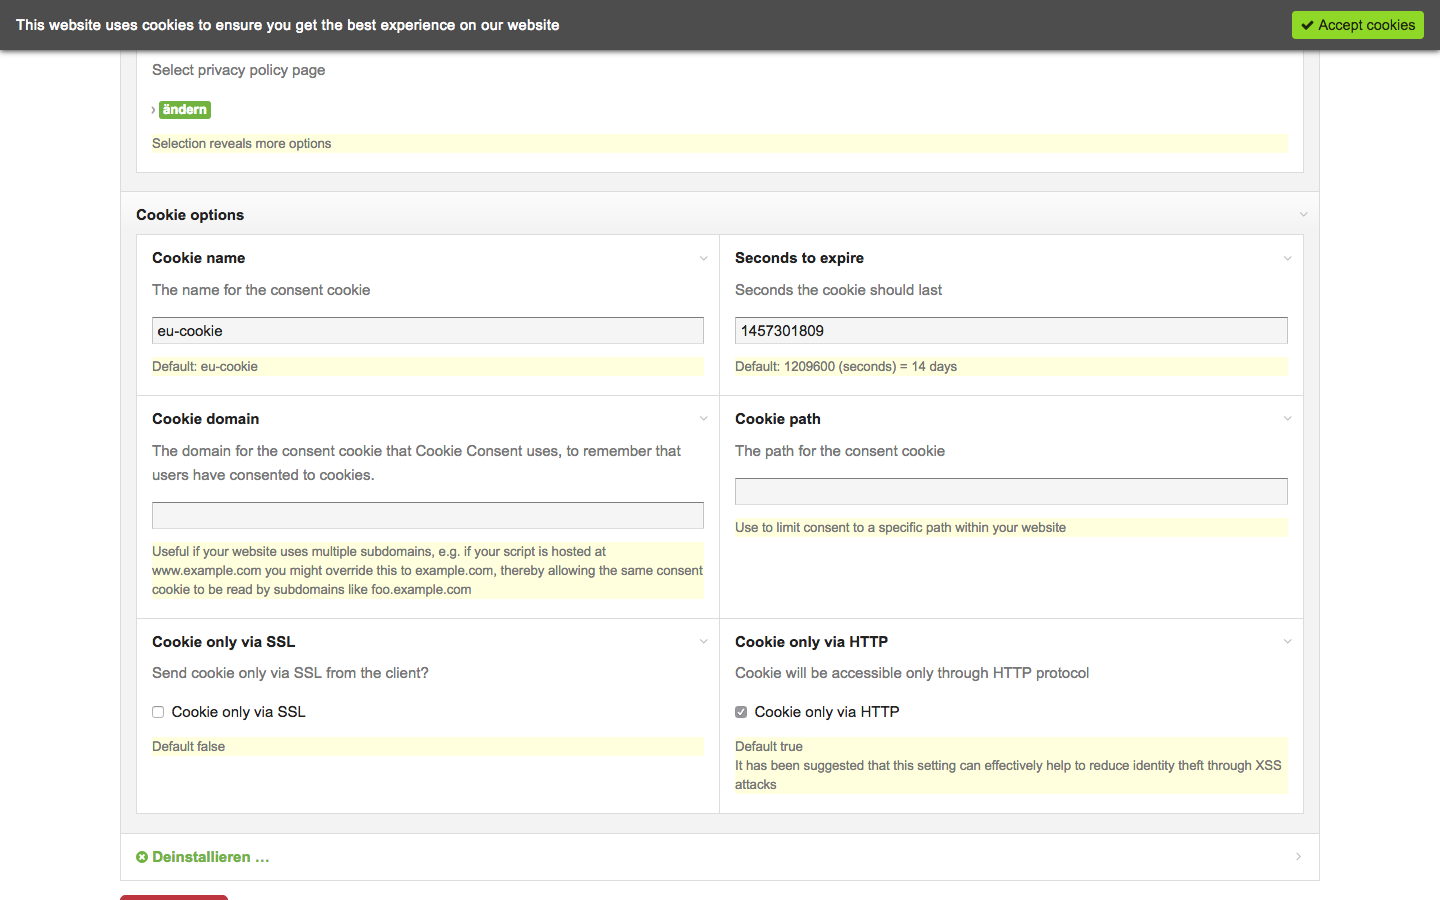 This website uses cookies to ensure you get the best experience on our website
Accept cookies
Select privacy policy page
› ändern
Selection reveals more options
Cookie options
Cookie name
The name for the consent cookie
eu-cookie
Default: eu-cookie
Seconds to expire
Seconds the cookie should last
1457301809
Default: 1209600 (seconds) = 14 days
Cookie domain
The domain for the consent cookie that Cookie Consent uses, to remember that
users have consented to cookies.
Useful if your website uses multiple subdomains, e.g. if your script is hosted at
www.example.com you might override this to example.com, thereby allowing the same consent
cookie to be read by subdomains like foo.example.com
Cookie path
The path for the consent cookie
Use to limit consent to a specific path within your website
Cookie only via SSL
Send cookie only via SSL from the client?
Cookie only via SSL
Default false
Cookie only via HTTP
Cookie will be accessible only through HTTP protocol
Cookie only via HTTP
Default true
It has been suggested that this setting can effectively help to reduce identity theft through XSS
attacks
Deinstallieren …